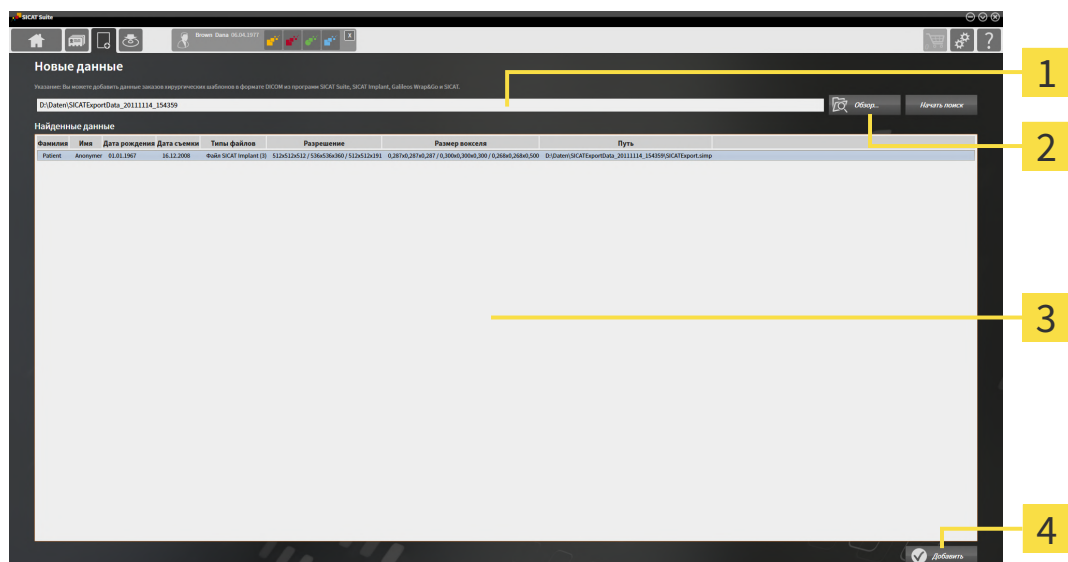 SICAT Suite
Brown Dana 06.04.1977
X
?
Новые данные
1
Указание: Вы можете добавить данные заказов хирургических шаблонов в формате DICOM из программ SICAT Suite, SICAT Implant, Galileos Wrap&Go и SICAT.
D:\Daten\SICATExportData_20111114_154359
Обзор...
Начать поиск
Найденные данные
2
Фамилия Имя Дата рождения Дата съемки Типы файлов Разрешение Размер вокселя Путь
Patient Anonymer 01.01.1967 16.12.2008 Файл SICAT Implant (3) 512x512x512 / 536x536x360 / 512x512x191 0,287x0,287x0,287 / 0,300x0,300x0,300 / 0,268x0,268x0,500 D:\Daten\SICATExportData_20111114_154359\SICATExport.simp
3
4
Добавить